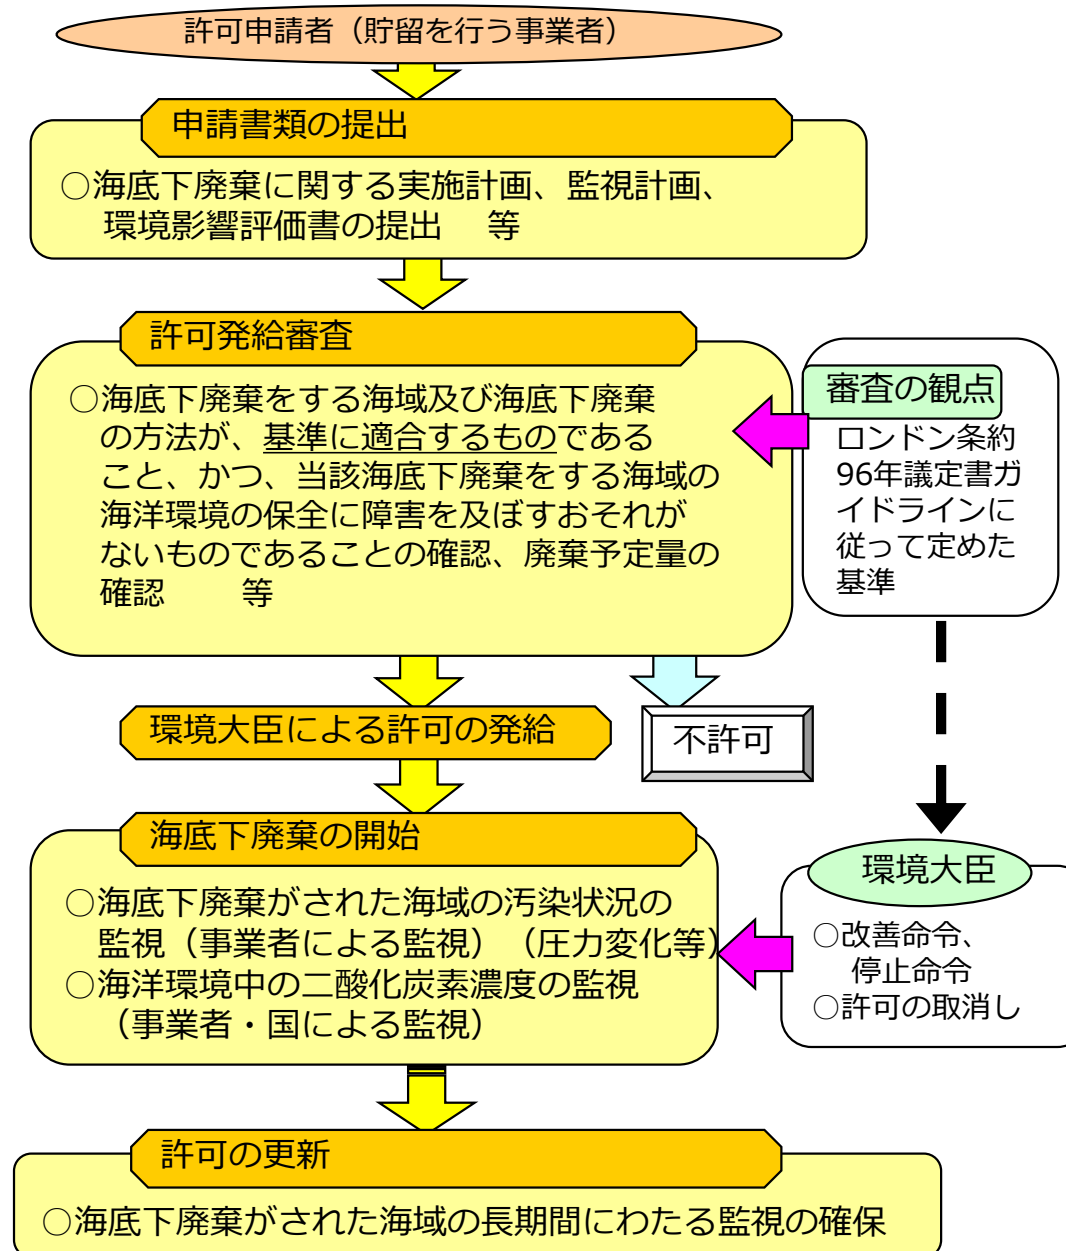 許可申請者（貯留を行う事業者）
申請書類の提出
○海底下廃棄に関する実施計画、監視計画、
環境影響評価書の提出　等
許可発給審査
○海底下廃棄をする海域及び海底下廃棄
の方法が、基準に適合するものである
こと、かつ、当該海底下廃棄をする海域の
海洋環境の保全に障害を及ぼすおそれが
ないものであることの確認、廃棄予定量の
確認　　等
審査の観点
ロンドン条約
96年議定書ガ
イドラインに
従って定めた
基準
環境大臣による許可の発給
不許可
海底下廃棄の開始
○海底下廃棄がされた海域の汚染状況の
監視（事業者による監視）（圧力変化等）
○海洋環境中の二酸化炭素濃度の監視
（事業者・国による監視）
環境大臣
○改善命令、
停止命令
○許可の取消し
許可の更新
○海底下廃棄がされた海域の長期間にわたる監視の確保